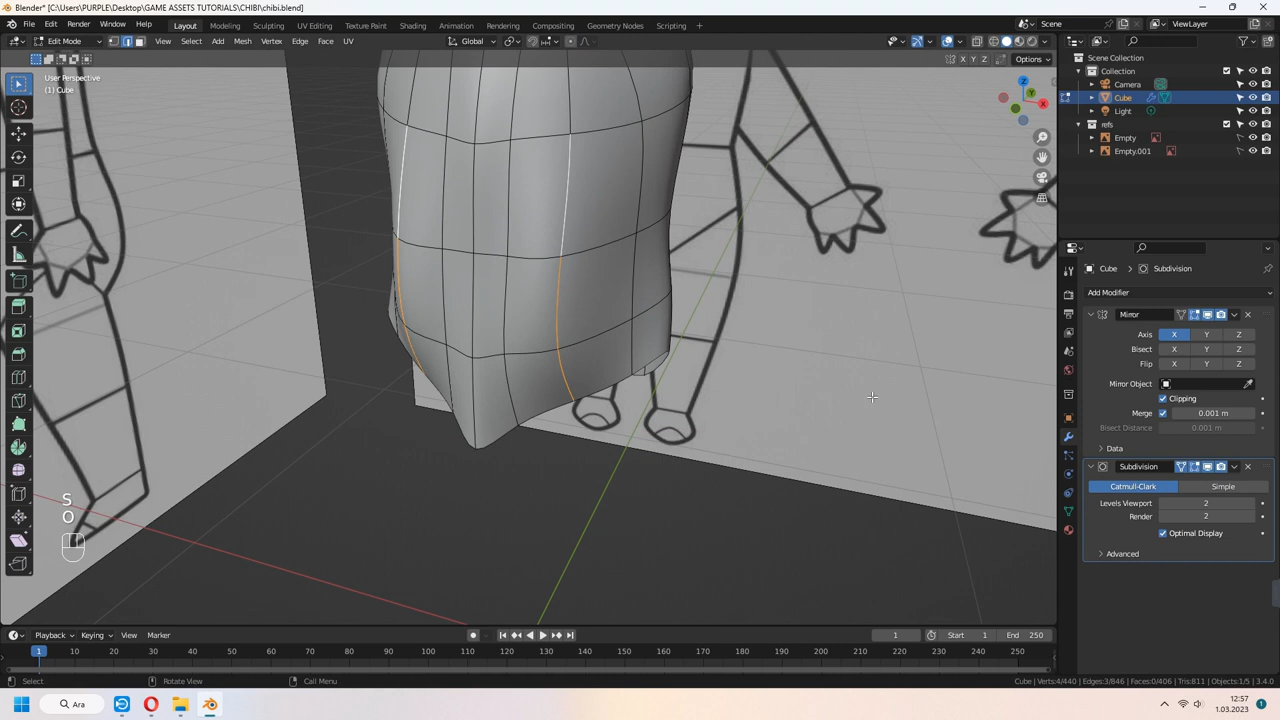 Blender* [C:\Users\PURPLE\Desktop\GAME ASSETS TUTORIALS\CHIBI\chibi.blend]
File Edit Render Window Help Layout Modeling Sculpting UV Editing Texture Paint Shading Animation Rendering Compositing Geometry Nodes Scripting + Scene ViewLayer
Edit Mode View Select Add Mesh Vertex Edge Face UV Global
X Y Z Options
User Perspective
(1) Cube
Z
Y
X
S
O
Scene Collection
Collection
Camera
Cube
Light
refs
Empty
Empty.001
Cube > Subdivision
Add Modifier
Mirror
Axis X Y Z
Bisect X Y Z
Flip X Y Z
Mirror Object
Clipping
Merge 0.001 m
Bisect Distance 0.001 m
Data
Subdivision
Catmull-Clark Simple
Levels Viewport 2
Render 2
Optimal Display
Advanced
Playback Keying View Marker 1 Start 1 End 250
1 10 20 30 40 50 60 70 80 90 100 110 120 130 140 150 160 170 180 190 200 210 220 230 240 250
Select Rotate View Call Menu Cube | Verts:4/440 | Edges:3/846 | Faces:0/406 | Tris:811 | Objects:1/5 | 3.4.0
Ara
12:57
1.03.2023
1